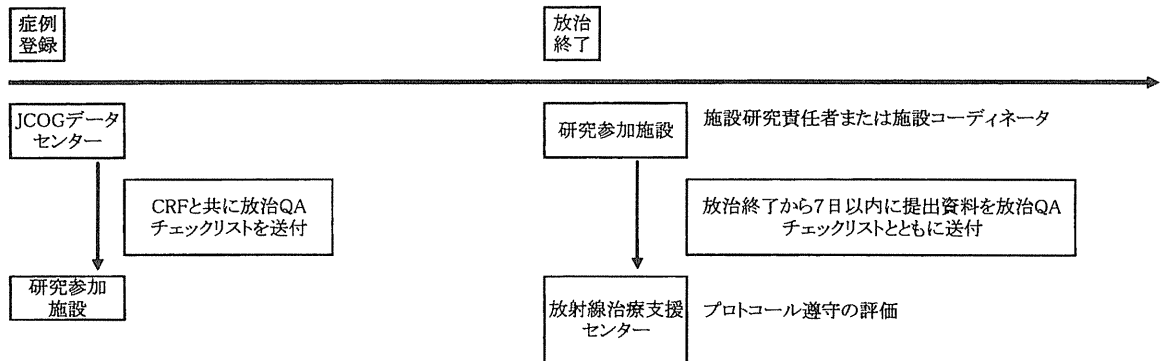 症例
登録
放治
終了
JCOGデータ
センター
研究参加施設
施設研究責任者または施設コーディネータ
CRFと共に放治QA
チェックリストを送付
放治終了から7日以内に提出資料を放治QA
チェックリストとともに送付
研究参加
施設
放射線治療支援
センター
プロトコール遵守の評価